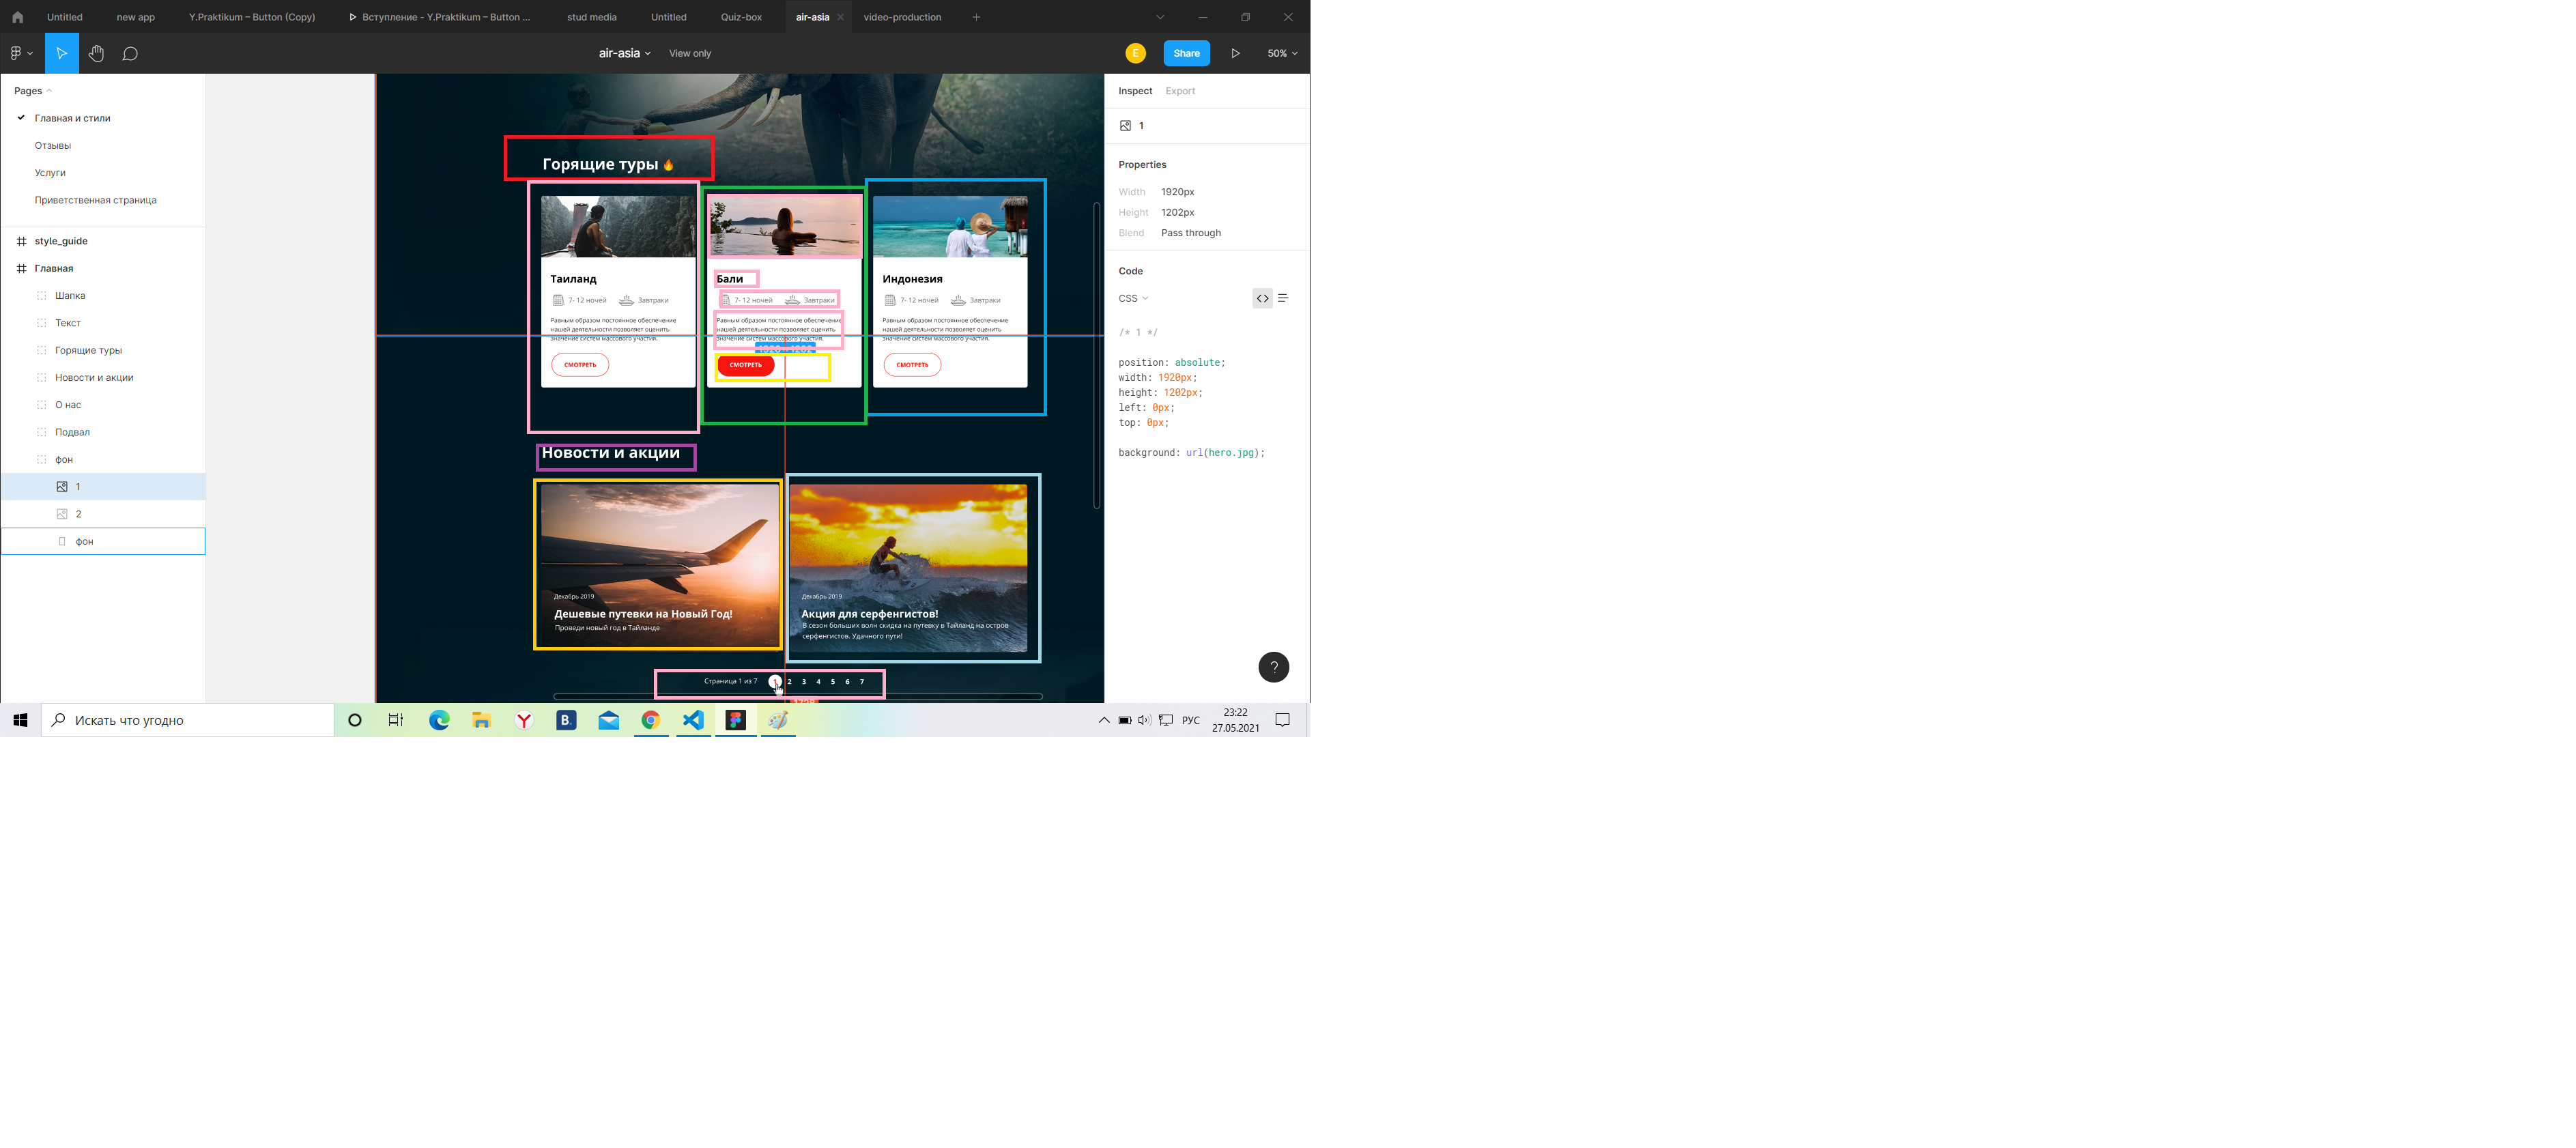 Untitled
new app
Y.Praktikum – Button (Copy)
Вступление - Y.Praktikum – Button ...
stud media
Untitled
Quiz-box
air-asia
video-production
air-asia
View only
E
Share
50%
Pages
Главная и стили
Отзывы
Услуги
Приветственная страница
style_guide
Главная
Шапка
Текст
Горящие туры
Новости и акции
О нас
Подвал
фон
1
2
фон
Горящие туры
Таиланд
7- 12 ночей
Завтраки
Равным образом постоянное обеспечение
нашей деятельности позволяет оценить
значение систем массового участия.
СМОТРЕТЬ
Бали
7- 12 ночей
Завтраки
Равным образом постоянное обеспечение
нашей деятельности позволяет оценить
значение систем массового участия.
СМОТРЕТЬ
Индонезия
7- 12 ночей
Завтраки
Равным образом постоянное обеспечение
нашей деятельности позволяет оценить
значение систем массового участия.
СМОТРЕТЬ
Новости и акции
Декабрь 2019
Дешевые путевки на Новый Год!
Проведи новый год в Тайланде
Декабрь 2019
Акция для серфенгистов!
В сезон больших волн скидка на путевку в Тайланд на остров
серфенгистов. Удачного пути!
Страница 1 из 7
1 2 3 4 5 6 7
Inspect
Export
1
Properties
Width 1920px
Height 1202px
Blend Pass through
Code
CSS
/* 1 */
position: absolute;
width: 1920px;
height: 1202px;
left: 0px;
top: 0px;
background: url(hero.jpg);
?
Искать что угодно
B.
РУС
23:22
27.05.2021